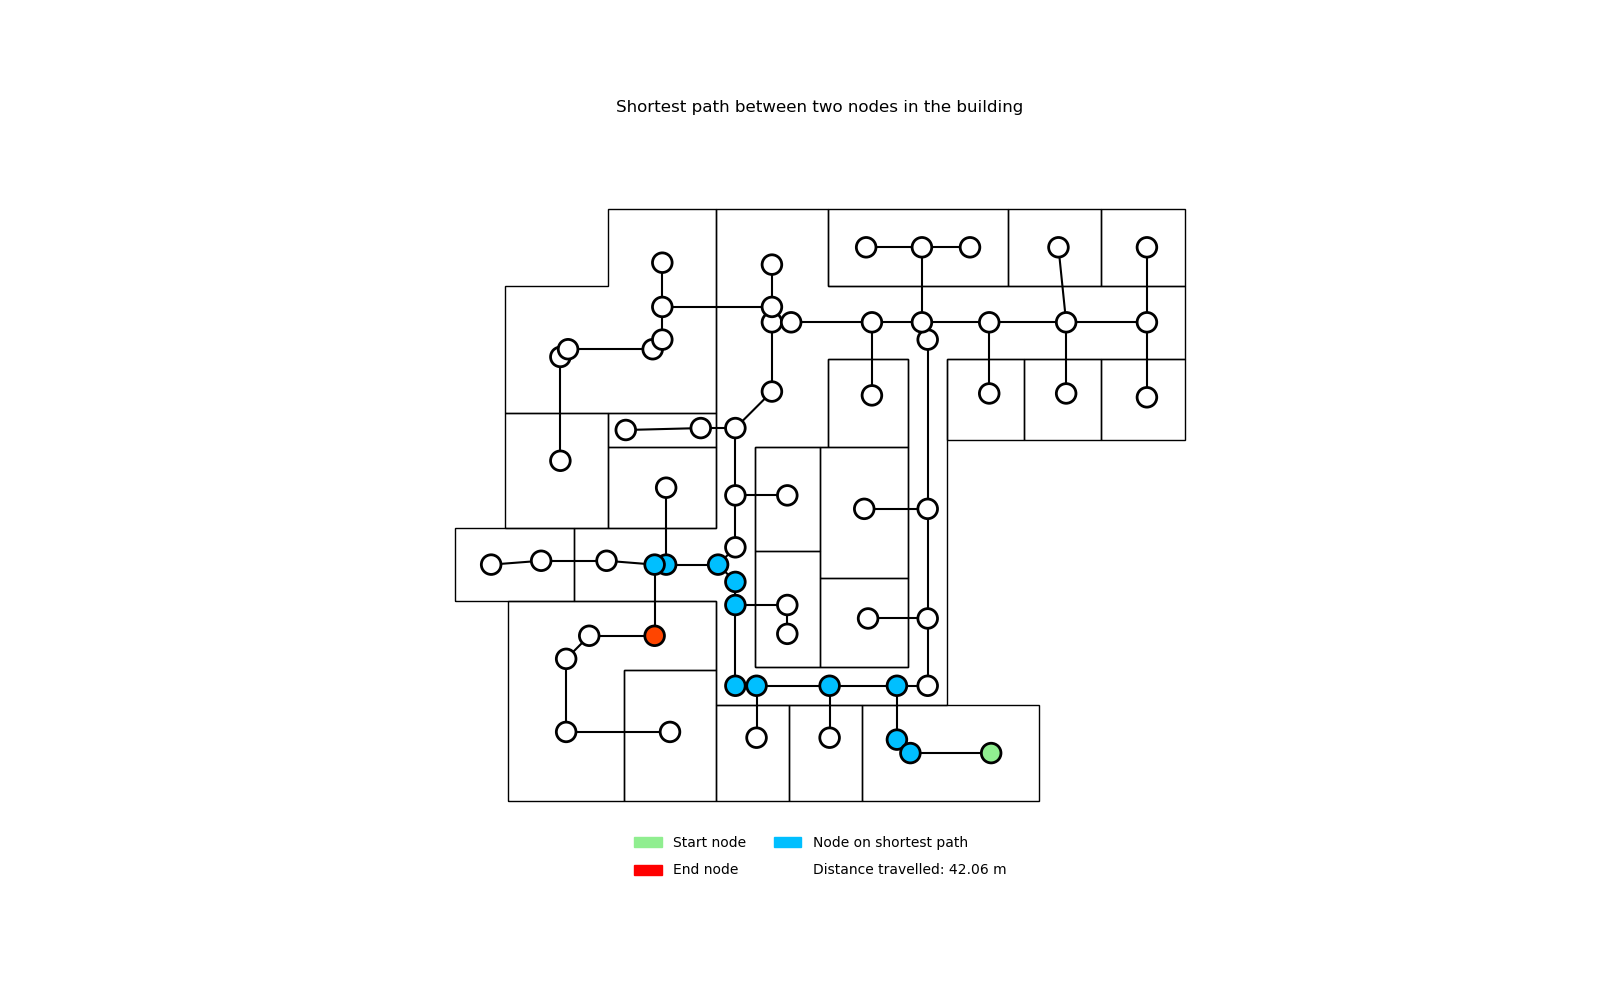 Shortest path between two nodes in the building
Start node
Node on shortest path
End node
Distance travelled: 42.06 m